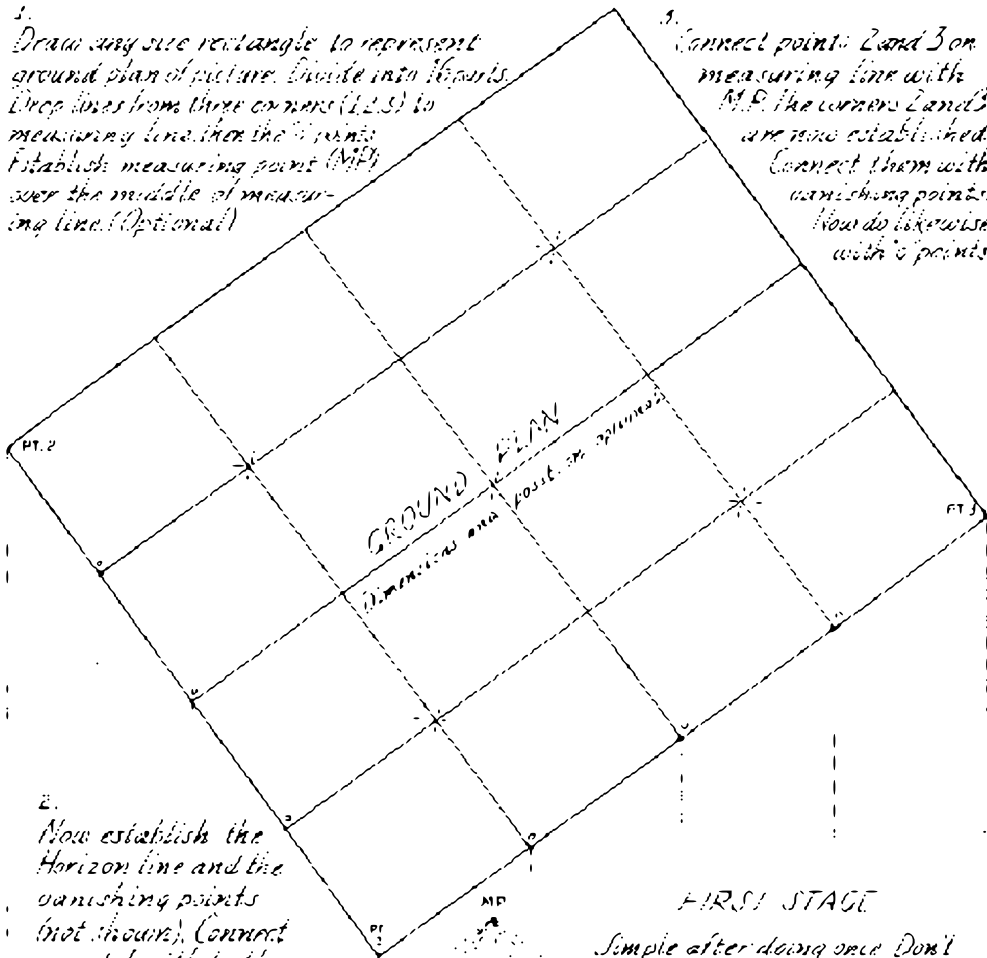 1.
Draw any size rectangle to represent
ground plan of picture. Divide into 16 parts.
Drop lines from three corners (1.2.3) to
measuring line. then the "o" points
Establish measuring point (MP)
over the middle of measur-
ing line. (Optional)
3.
Connect points 2 and 3 on
measuring line with
M.P. The corners 2 and 3
are now established.
Connect them with
vanishing points.
Now do likewise
with "o" points
PT. 2
GROUND PLAN
Dimensions and position optional
PT 3
2.
Now establish the
Horizon line and the
vanishing points
(not shown). Connect
PT
1
MP
FIRST STAGE
Simple after doing once Don't